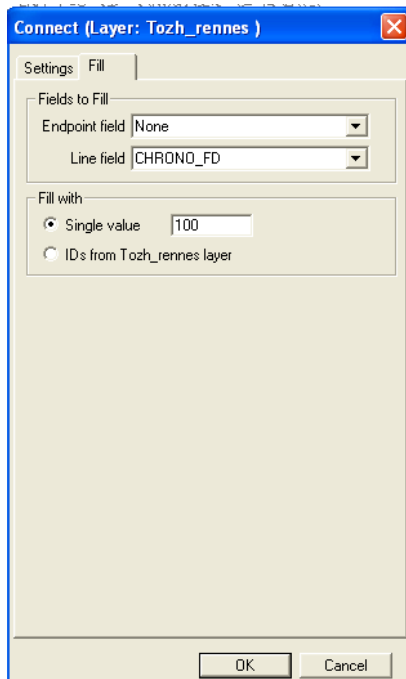 Connect (Layer: Tozh_rennes )
Settings Fill
Fields to Fill
Endpoint field None
Line field CHRONO_FD
Fill with
Single value 100
IDs from Tozh_rennes layer
OK Cancel